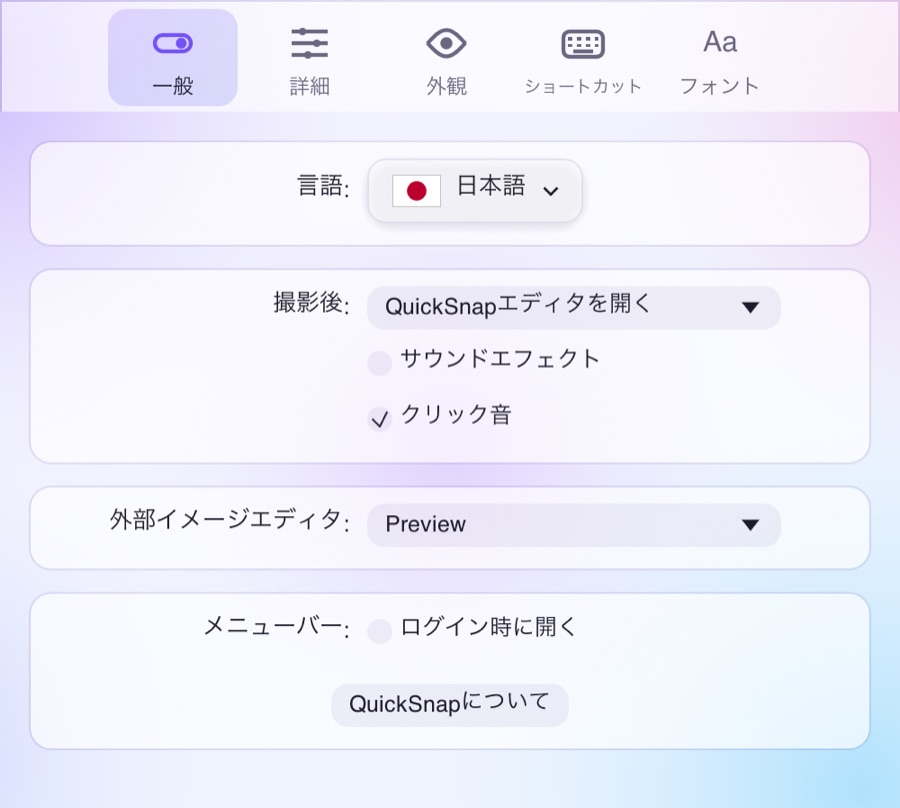 一般
詳細
外観
ショートカット
Aa
フォント
言語:
日本語
撮影後:
QuickSnapエディタを開く
サウンドエフェクト
クリック音
外部イメージエディタ:
Preview
メニューバー:
ログイン時に開く
QuickSnapについて